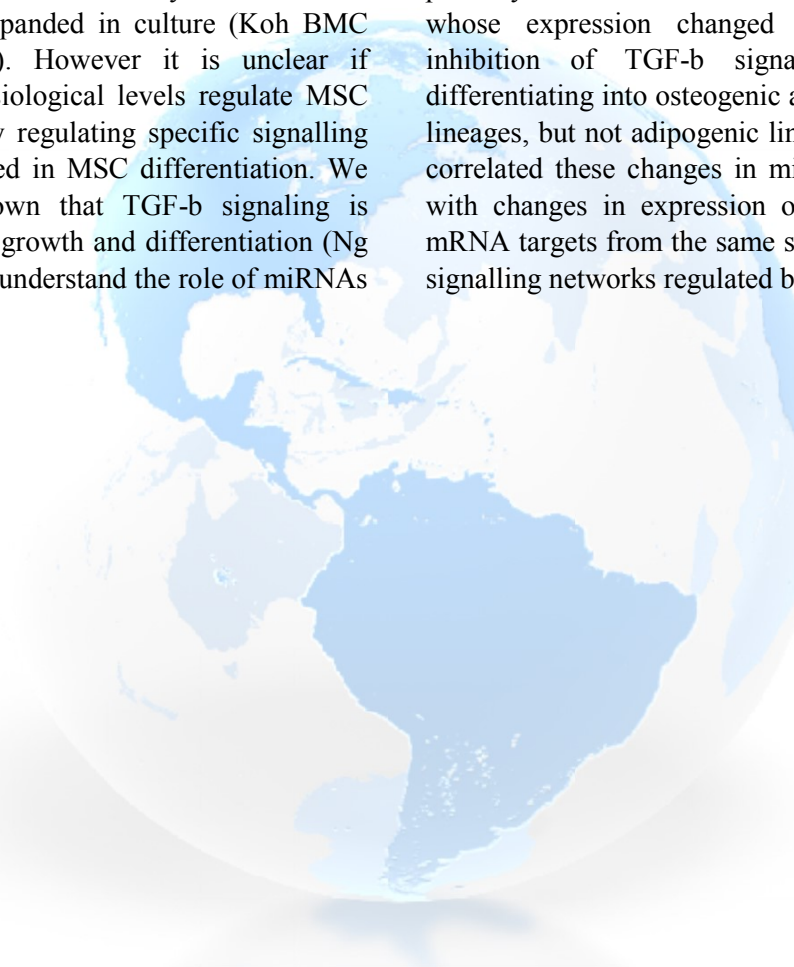 panded in culture (Koh BMC
). However it is unclear if
siological levels regulate MSC
y regulating specific signalling
ed in MSC differentiation. We
own that TGF-b signaling is
growth and differentiation (Ng
understand the role of miRNAs
whose expression changed
inhibition of TGF-b signa
differentiating into osteogenic a
lineages, but not adipogenic lin
correlated these changes in mi
with changes in expression o
mRNA targets from the same s
signalling networks regulated b